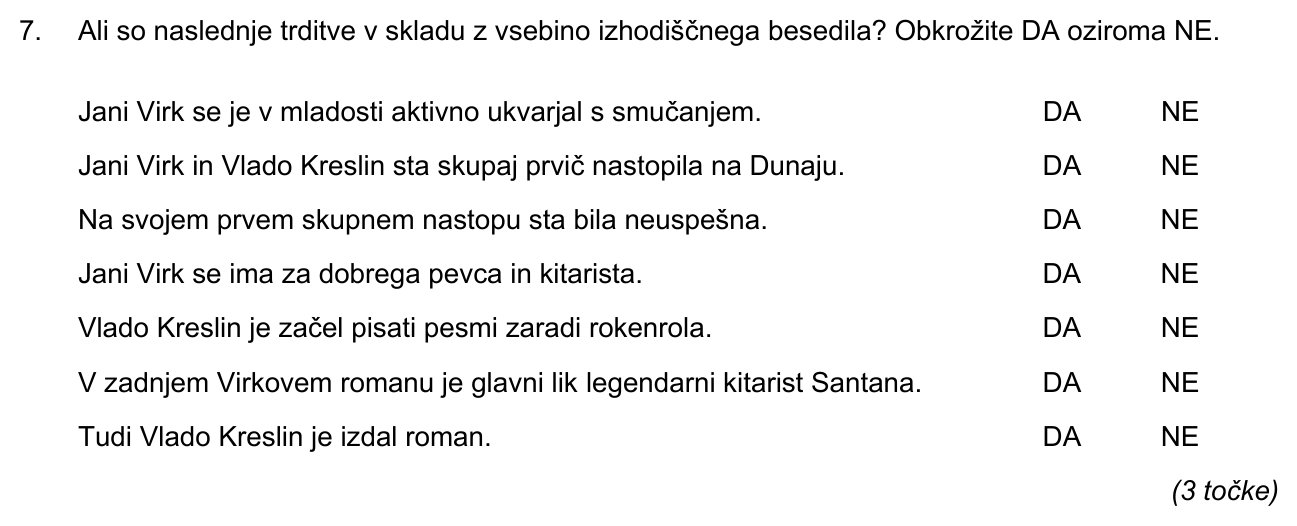 7. Ali so naslednje trditve v skladu z vsebino izhodiščnega besedila? Obkrožite DA oziroma NE.
Jani Virk se je v mladosti aktivno ukvarjal s smučanjem. DA NE
Jani Virk in Vlado Kreslin sta skupaj prvič nastopila na Dunaju. DA NE
Na svojem prvem skupnem nastopu sta bila neuspešna. DA NE
Jani Virk se ima za dobrega pevca in kitarista. DA NE
Vlado Kreslin je začel pisati pesmi zaradi rokenrola. DA NE
V zadnjem Virkovem romanu je glavni lik legendarni kitarist Santana. DA NE
Tudi Vlado Kreslin je izdal roman. DA NE
(3 točke)